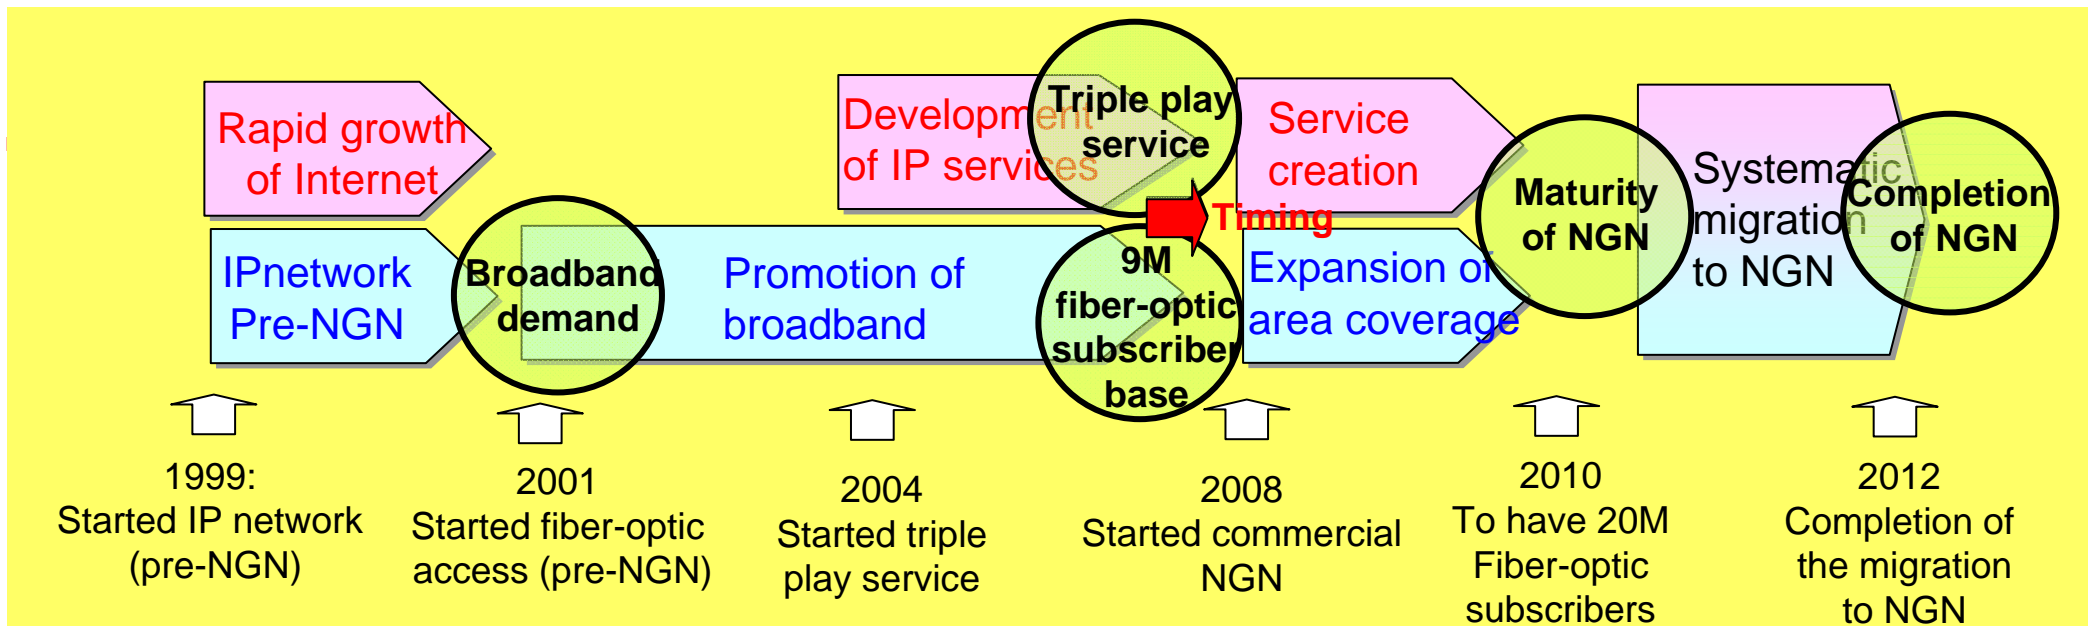 Rapid growth
of Internet
IPnetwork
Pre-NGN
Broadband
demand
Development
of IP services
Promotion of
broadband
Triple play
service
Timing
9M
fiber-optic
subscriber
base
Service
creation
Expansion of
area coverage
Maturity
of NGN
Systematic
migration
to NGN
Completion
of NGN
1999:
Started IP network
(pre-NGN)
2001
Started fiber-optic
access (pre-NGN)
2004
Started triple
play service
2008
Started commercial
NGN
2010
To have 20M
Fiber-optic
subscribers
2012
Completion of
the migration
to NGN